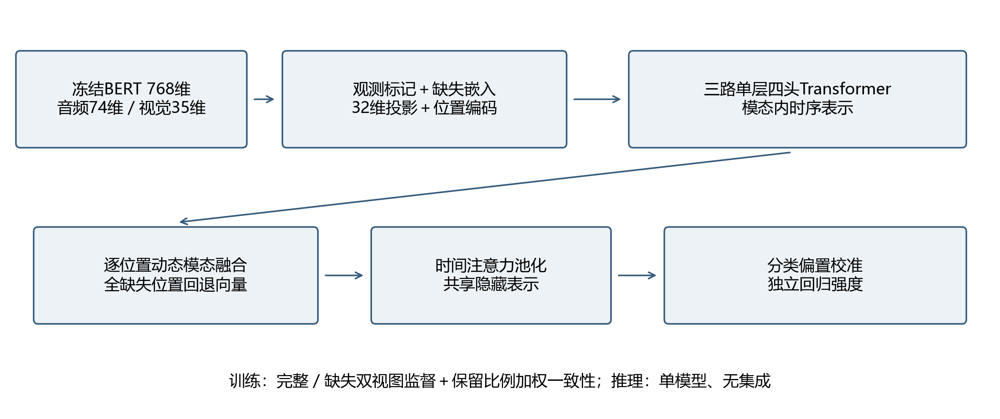 冻结BERT 768维
音频74维 / 视觉35维
观测标记 + 缺失嵌入
32维投影 + 位置编码
三路单层四头Transformer
模态内时序表示
逐位置动态模态融合
全缺失位置回退向量
时间注意力池化
共享隐藏表示
分类偏置校准
独立回归强度
训练：完整 / 缺失双视图监督 + 保留比例加权一致性；推理：单模型、无集成